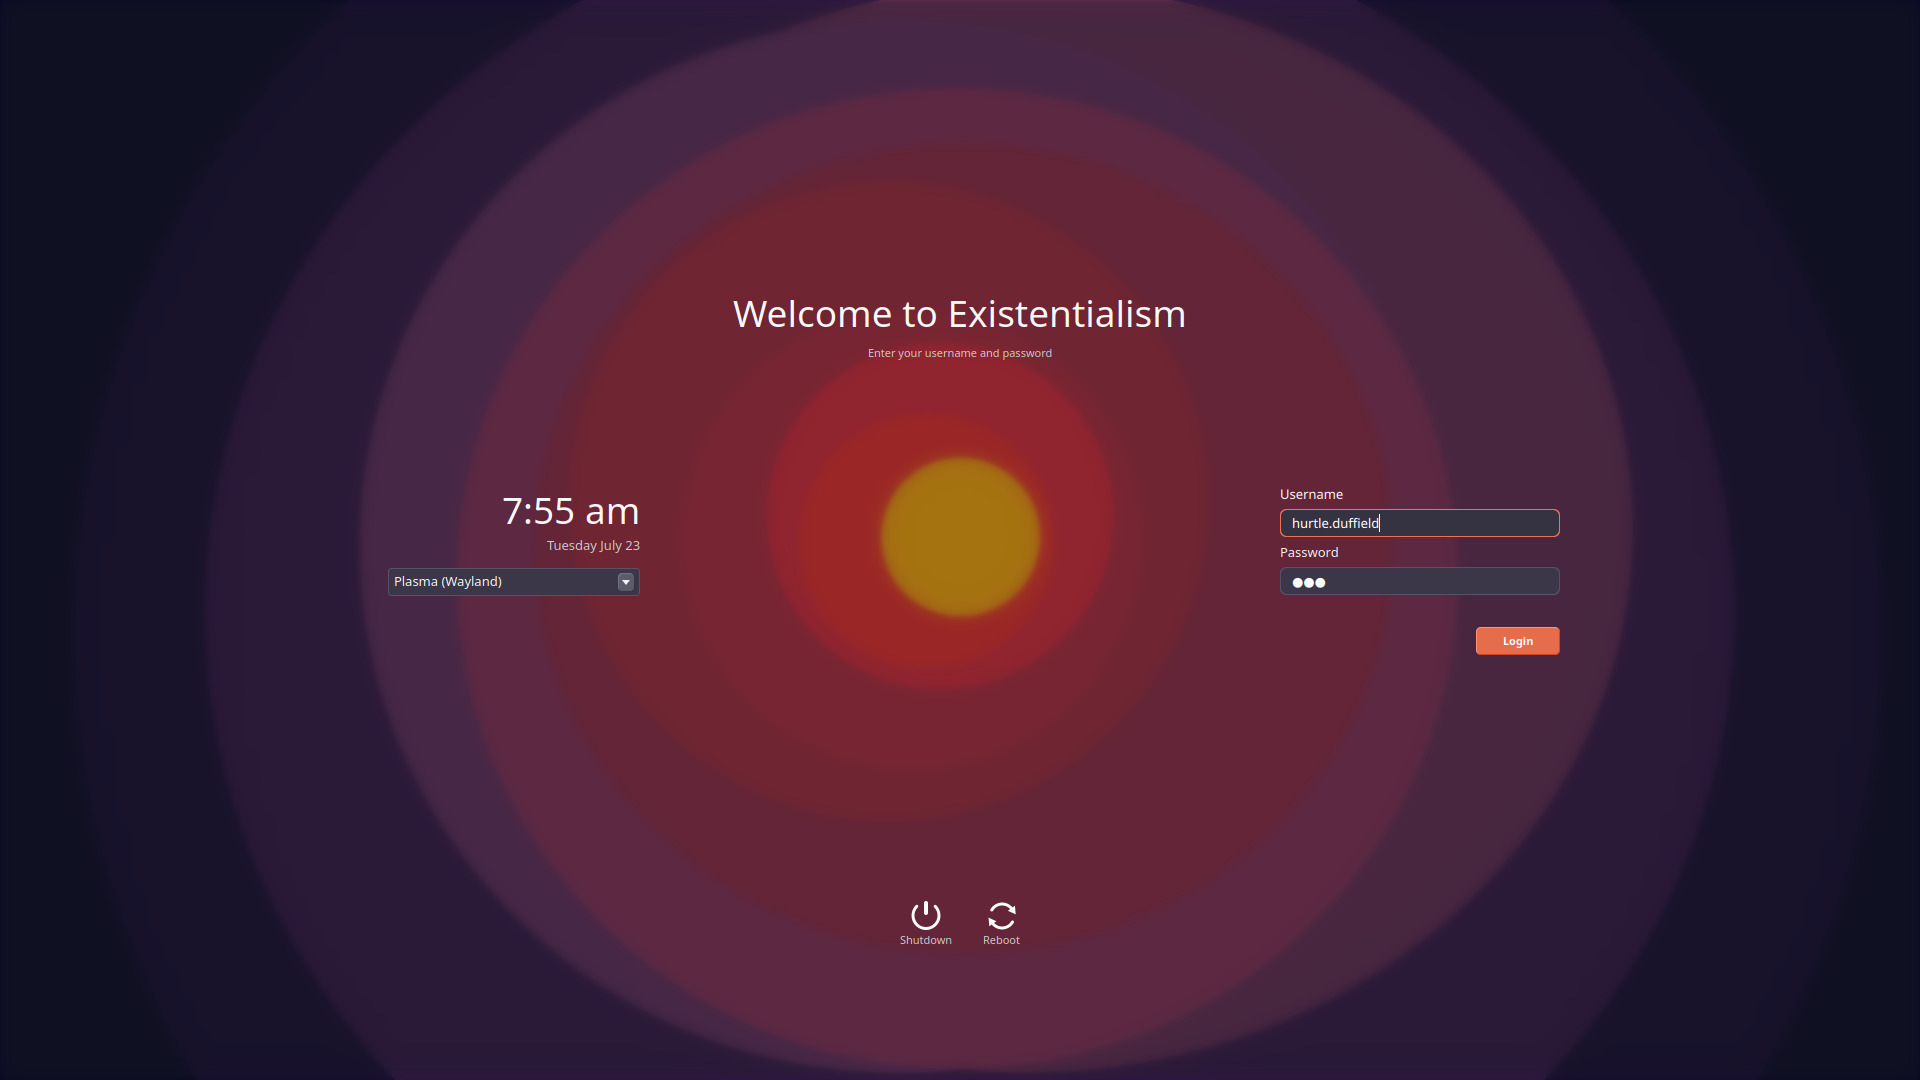 Welcome to Existentialism
Enter your username and password
7:55 am
Tuesday July 23
Plasma (Wayland)
Username
hurtle.duffield
Password
●●●
Login
Shutdown
Reboot